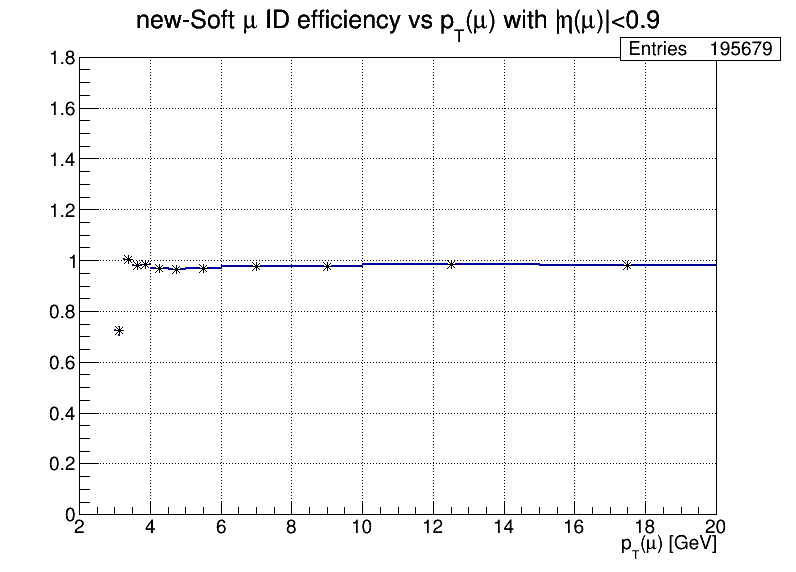 new-Soft μ ID efficiency vs p_T(μ) with |η(μ)|<0.9
Entries 195679
1.8
1.6
1.4
1.2
1
0.8
0.6
0.4
0.2
0
2 4 6 8 10 12 14 16 18 20
p_T(μ) [GeV]